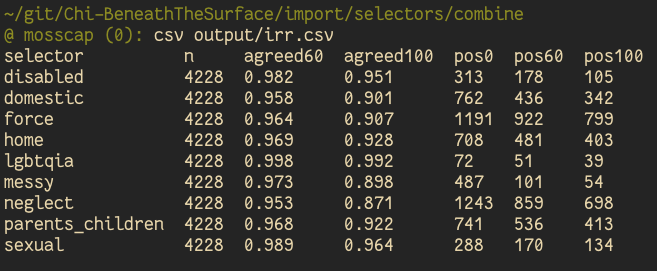 ~/git/Chi-BeneathTheSurface/import/selectors/combine
@ mosscap (0): csv output/irr.csv
selector n agreed60 agreed100 pos0 pos60 pos100
disabled 4228 0.982 0.951 313 178 105
domestic 4228 0.958 0.901 762 436 342
force 4228 0.964 0.907 1191 922 799
home 4228 0.969 0.928 708 481 403
lgbtqia 4228 0.998 0.992 72 51 39
messy 4228 0.973 0.898 487 101 54
neglect 4228 0.953 0.871 1243 859 698
parents_children 4228 0.968 0.922 741 536 413
sexual 4228 0.989 0.964 288 170 134